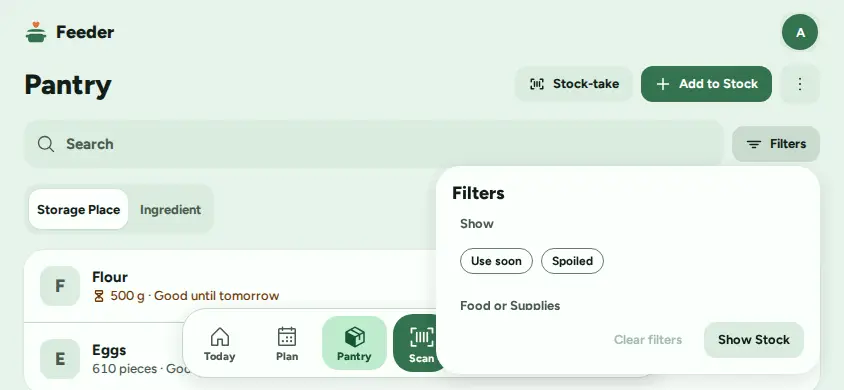 Feeder
A
Pantry
Stock-take
Add to Stock
Search
Filters
Storage Place
Ingredient
Filters
Show
Use soon
Spoiled
Food or Supplies
Clear filters
Show Stock
F
Flour
500 g · Good until tomorrow
E
Eggs
610 pieces ·
Today
Plan
Pantry
Scan